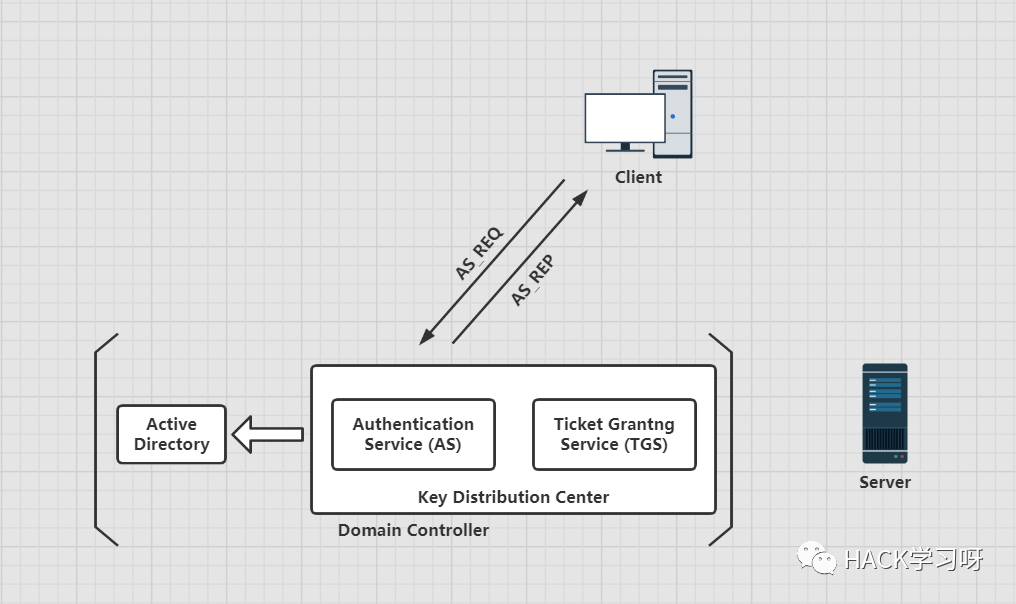 Client
AS_REQ
AS_REP
Active
Directory
Authentication
Service (AS)
Ticket Grantng
Service (TGS)
Key Distribution Center
Domain Controller
Server
HACK学习呀